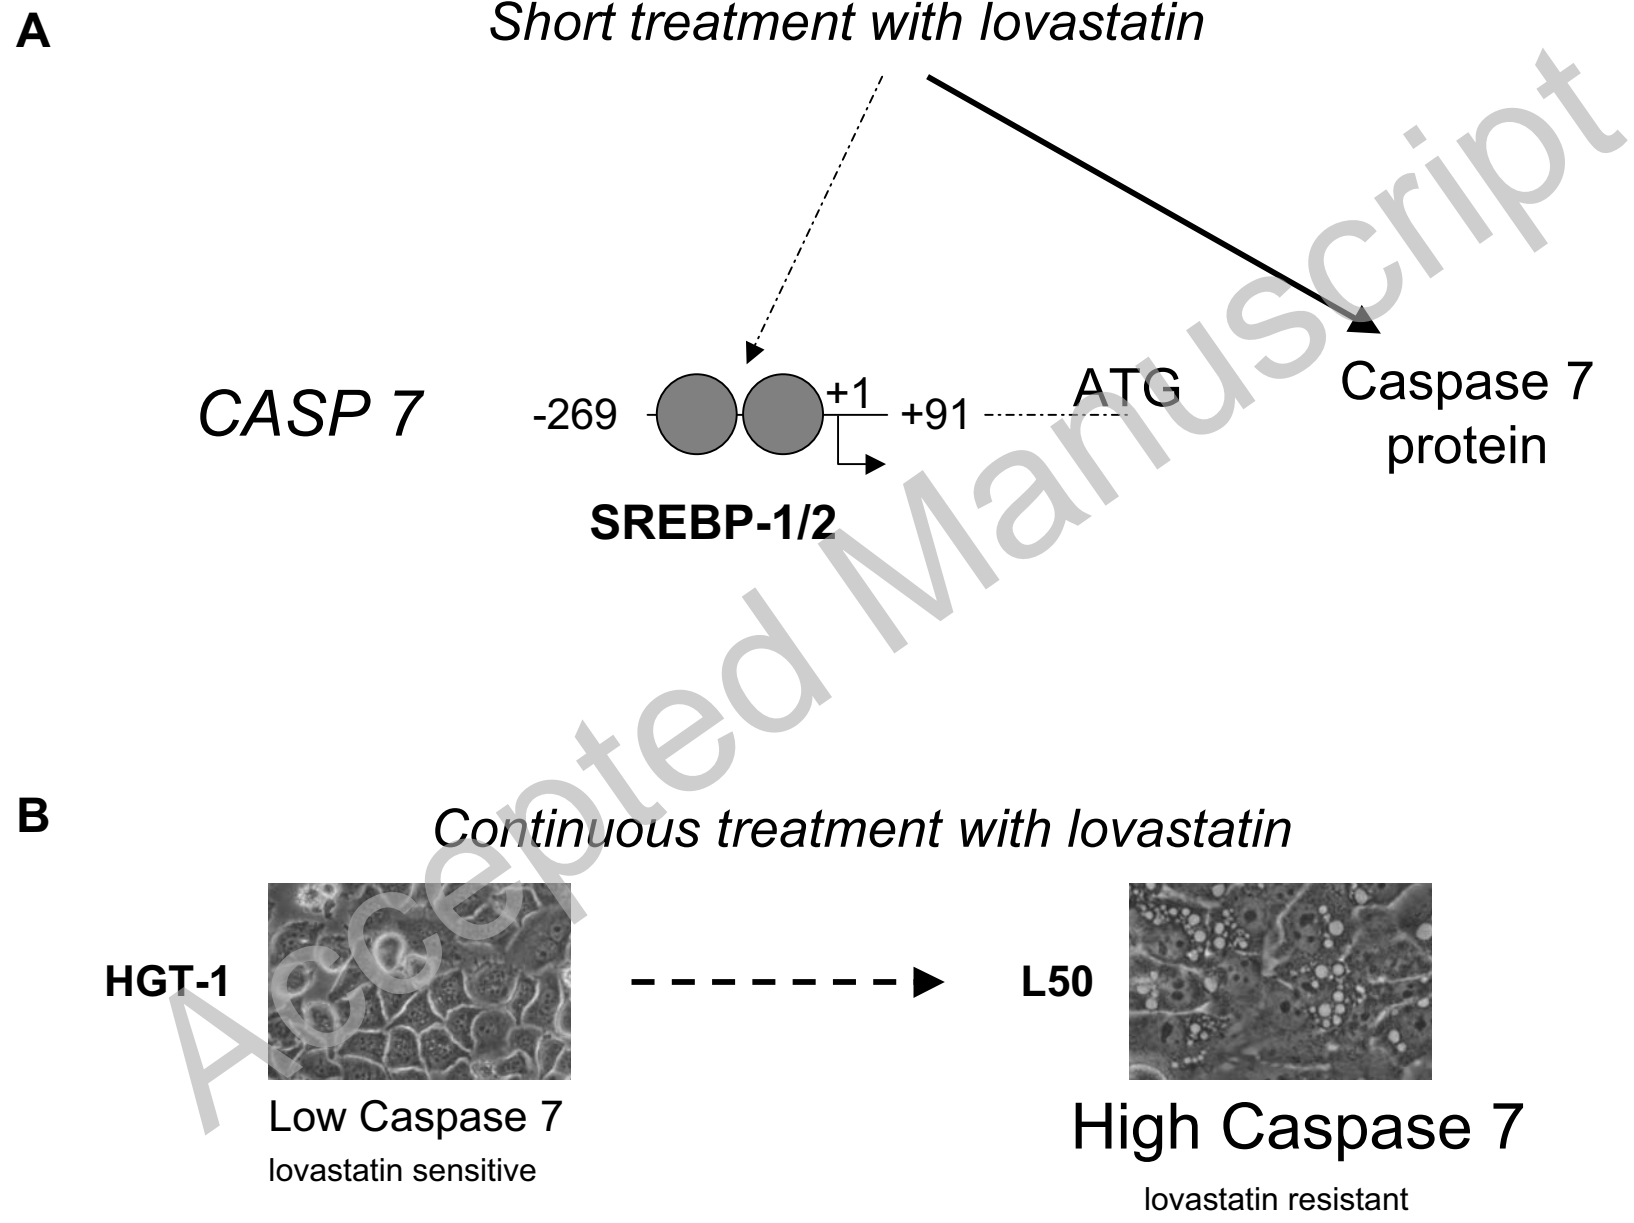 A
Short treatment with lovastatin
CASP 7
-269
+1
+91
ATG
Caspase 7
protein
SREBP-1/2
Accepted Manuscript
B
Continuous treatment with lovastatin
HGT-1
L50
Low Caspase 7
lovastatin sensitive
High Caspase 7
lovastatin resistant